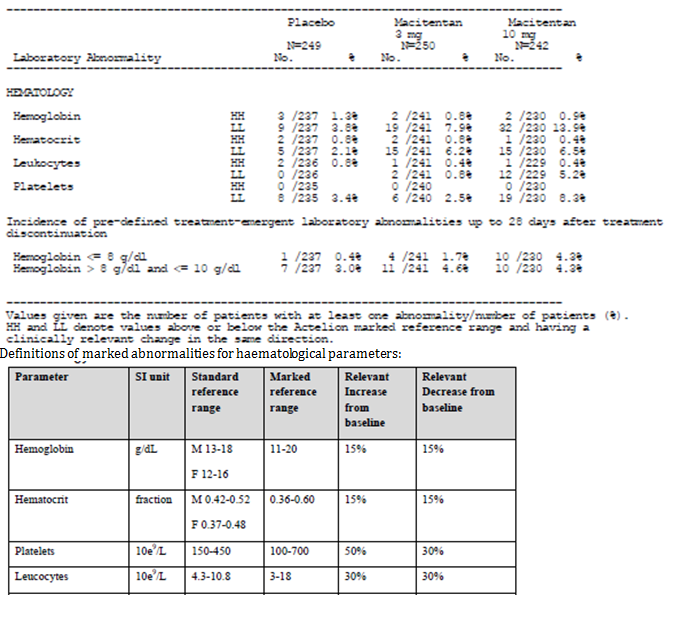 Placebo Macitentan Macitentan
3 mg 10 mg
N=249 N=250 N=242
Laboratory Abnormality No. % No. % No. %
HEMATOLOGY
Hemoglobin HH 3 /237 1.3% 2 /241 0.8% 2 /230 0.9%
LL 9 /237 3.8% 19 /241 7.9% 32 /230 13.9%
Hematocrit HH 2 /237 0.8% 2 /241 0.8% 1 /230 0.4%
LL 5 /237 2.1% 15 /241 6.2% 15 /230 6.5%
Leukocytes HH 2 /236 0.8% 1 /241 0.4% 1 /229 0.4%
LL 0 /236 2 /241 0.8% 12 /229 5.2%
Platelets HH 0 /235 0 /240 0 /230
LL 8 /235 3.4% 6 /240 2.5% 19 /230 8.3%
Incidence of pre-defined treatment-emergent laboratory abnormalities up to 28 days after treatment
discontinuation
Hemoglobin <= 8 g/dl 1 /237 0.4% 4 /241 1.7% 10 /230 4.3%
Hemoglobin > 8 g/dl and <= 10 g/dl 7 /237 3.0% 11 /241 4.6% 10 /230 4.3%
Values given are the number of patients with at least one abnormality/number of patients (%).
HH and LL denote values above or below the Actelion marked reference range and having a
clinically relevant change in the same direction.
Definitions of marked abnormalities for haematological parameters:
Parameter SI unit Standard Marked Relevant Relevant
reference reference Increase Decrease from
range range from baseline
baseline
Hemoglobin g/dL M 13-18 11-20 15% 15%
F 12-16
Hematocrit fraction M 0.42-0.52 0.36-0.60 15% 15%
F 0.37-0.48
Platelets 10e⁹/L 150-450 100-700 50% 30%
Leucocytes 10e⁹/L 4.3-10.8 3-18 30% 30%